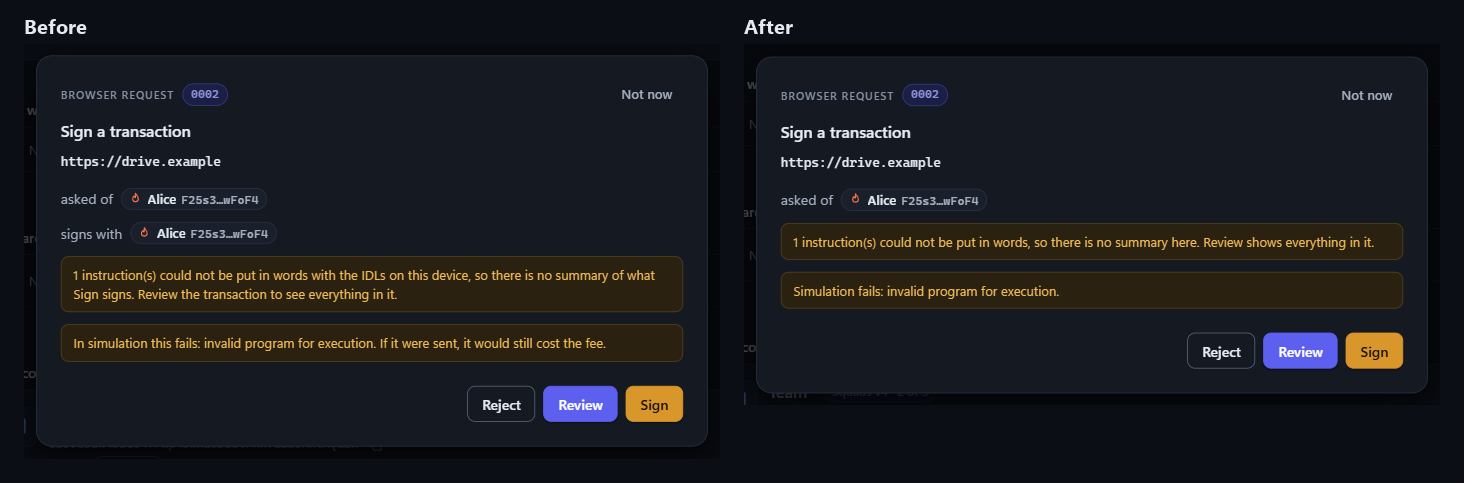 Before
BROWSER REQUEST 0002 Not now
Sign a transaction
https://drive.example
asked of Alice F25s3…wFoF4
signs with Alice F25s3…wFoF4
1 instruction(s) could not be put in words with the IDLs on this device, so there is no summary of what
Sign signs. Review the transaction to see everything in it.
In simulation this fails: invalid program for execution. If it were sent, it would still cost the fee.
Reject Review Sign
After
BROWSER REQUEST 0002 Not now
Sign a transaction
https://drive.example
asked of Alice F25s3…wFoF4
1 instruction(s) could not be put in words, so there is no summary here. Review shows everything in it.
Simulation fails: invalid program for execution.
Reject Review Sign